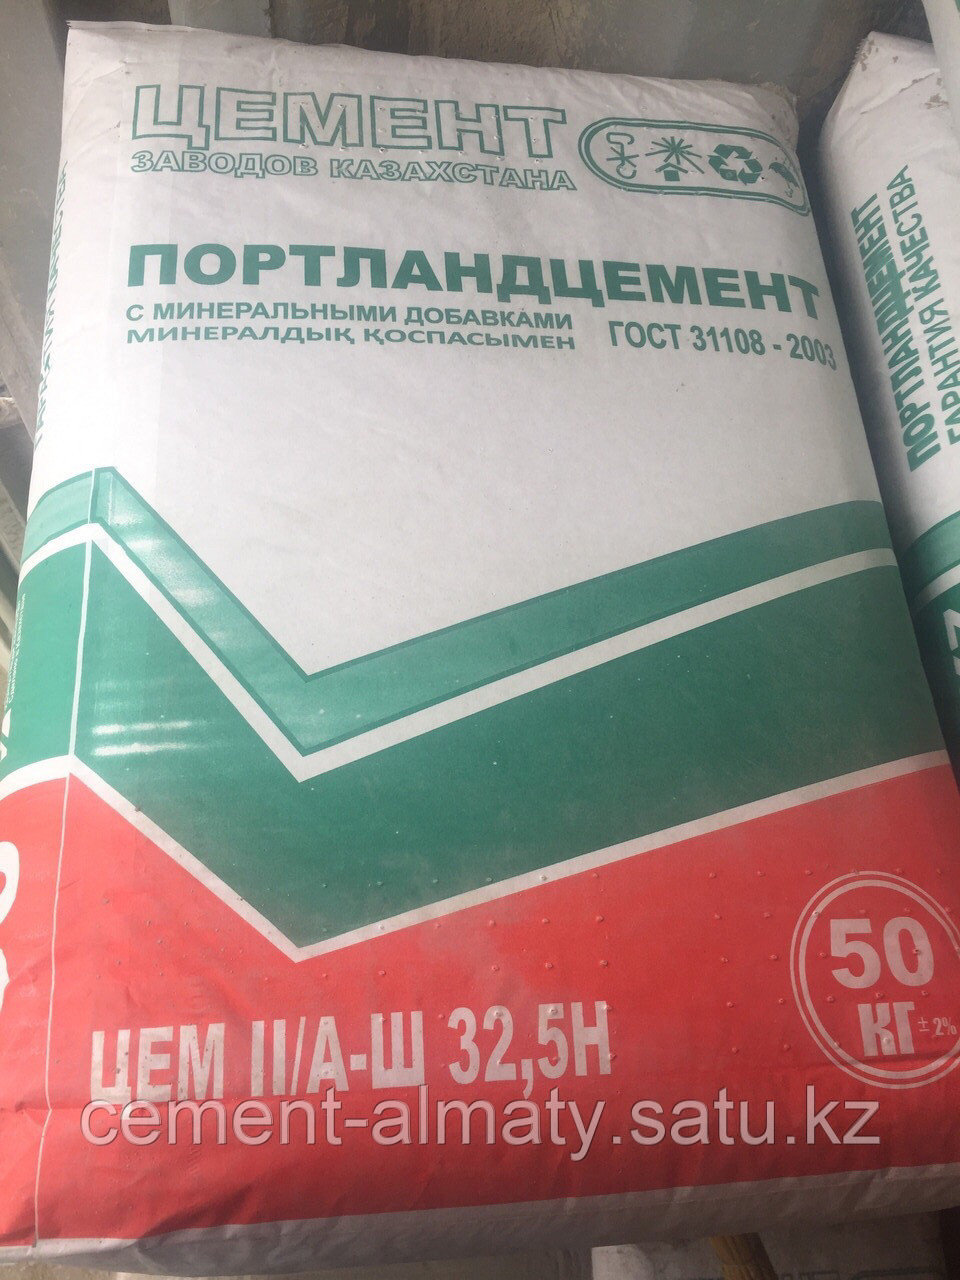 ЦЕМЕНТ
ЗАВОДОВ КАЗАХСТАНА
ПОРТЛАНДЦЕМЕНТ
С МИНЕРАЛЬНЫМИ ДОБАВКАМИ
МИНЕРАЛДЫҚ ҚОСПАСЫМЕН
ГОСТ 31108 - 2003
ПОРТЛАНДЦЕМЕНТ
ГАРАНТИЯ КАЧЕСТВА
50
КГ ± 2%
ЦЕМ II/А-Ш 32,5Н
cement-almaty.satu.kz